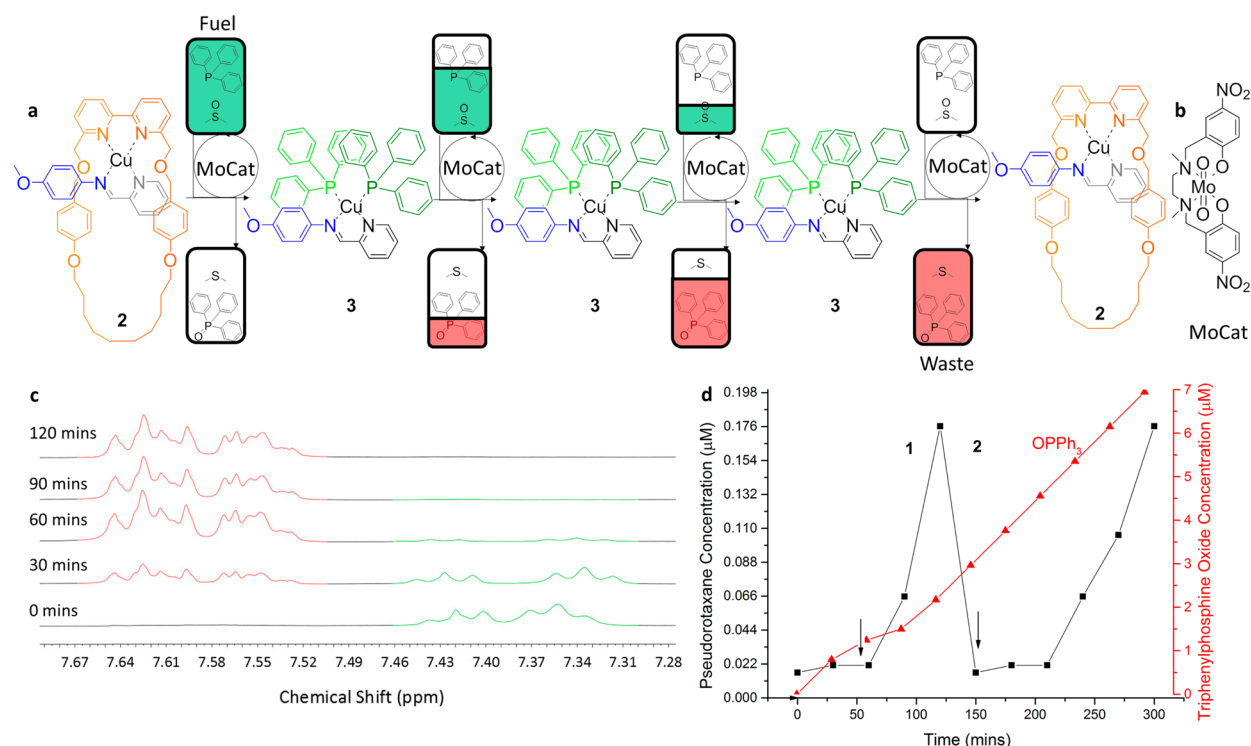 Fuel
a
b
P
O
S
MoCat
P
O
S
MoCat
P
O
S
MoCat
P
O
S
MoCat
N
N
Cu
O
O
N
N
O
O
O
2
S
P
O
P
P
Cu
O
N
N
3
S
P
O
P
P
Cu
O
N
N
3
S
P
O
P
P
Cu
O
N
N
3
S
P
O
Waste
N
N
Cu
O
O
N
N
O
O
O
2
NO2
O
N
O
Mo
O
N
O
NO2
MoCat
c
120 mins
90 mins
60 mins
30 mins
0 mins
7.67 7.64 7.61 7.58 7.55 7.52 7.49 7.46 7.43 7.40 7.37 7.34 7.31 7.28
Chemical Shift (ppm)
d
Pseudorotaxane Concentration (μM)
0.198
0.176
0.154
0.132
0.110
0.088
0.066
0.044
0.022
0.000
1
2
OPPh3
7
6
5
4
3
2
1
0
Triphenylphosphine Oxide Concentration (μM)
0 50 100 150 200 250 300
Time (mins)